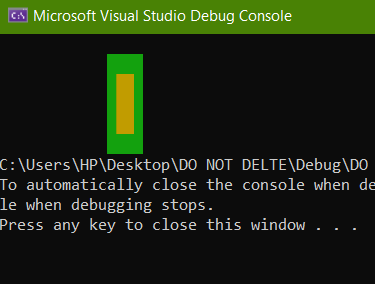 C:\ Microsoft Visual Studio Debug Console
C:\Users\HP\Desktop\DO NOT DELTE\Debug\DO
To automatically close the console when de
le when debugging stops.
Press any key to close this window . . .